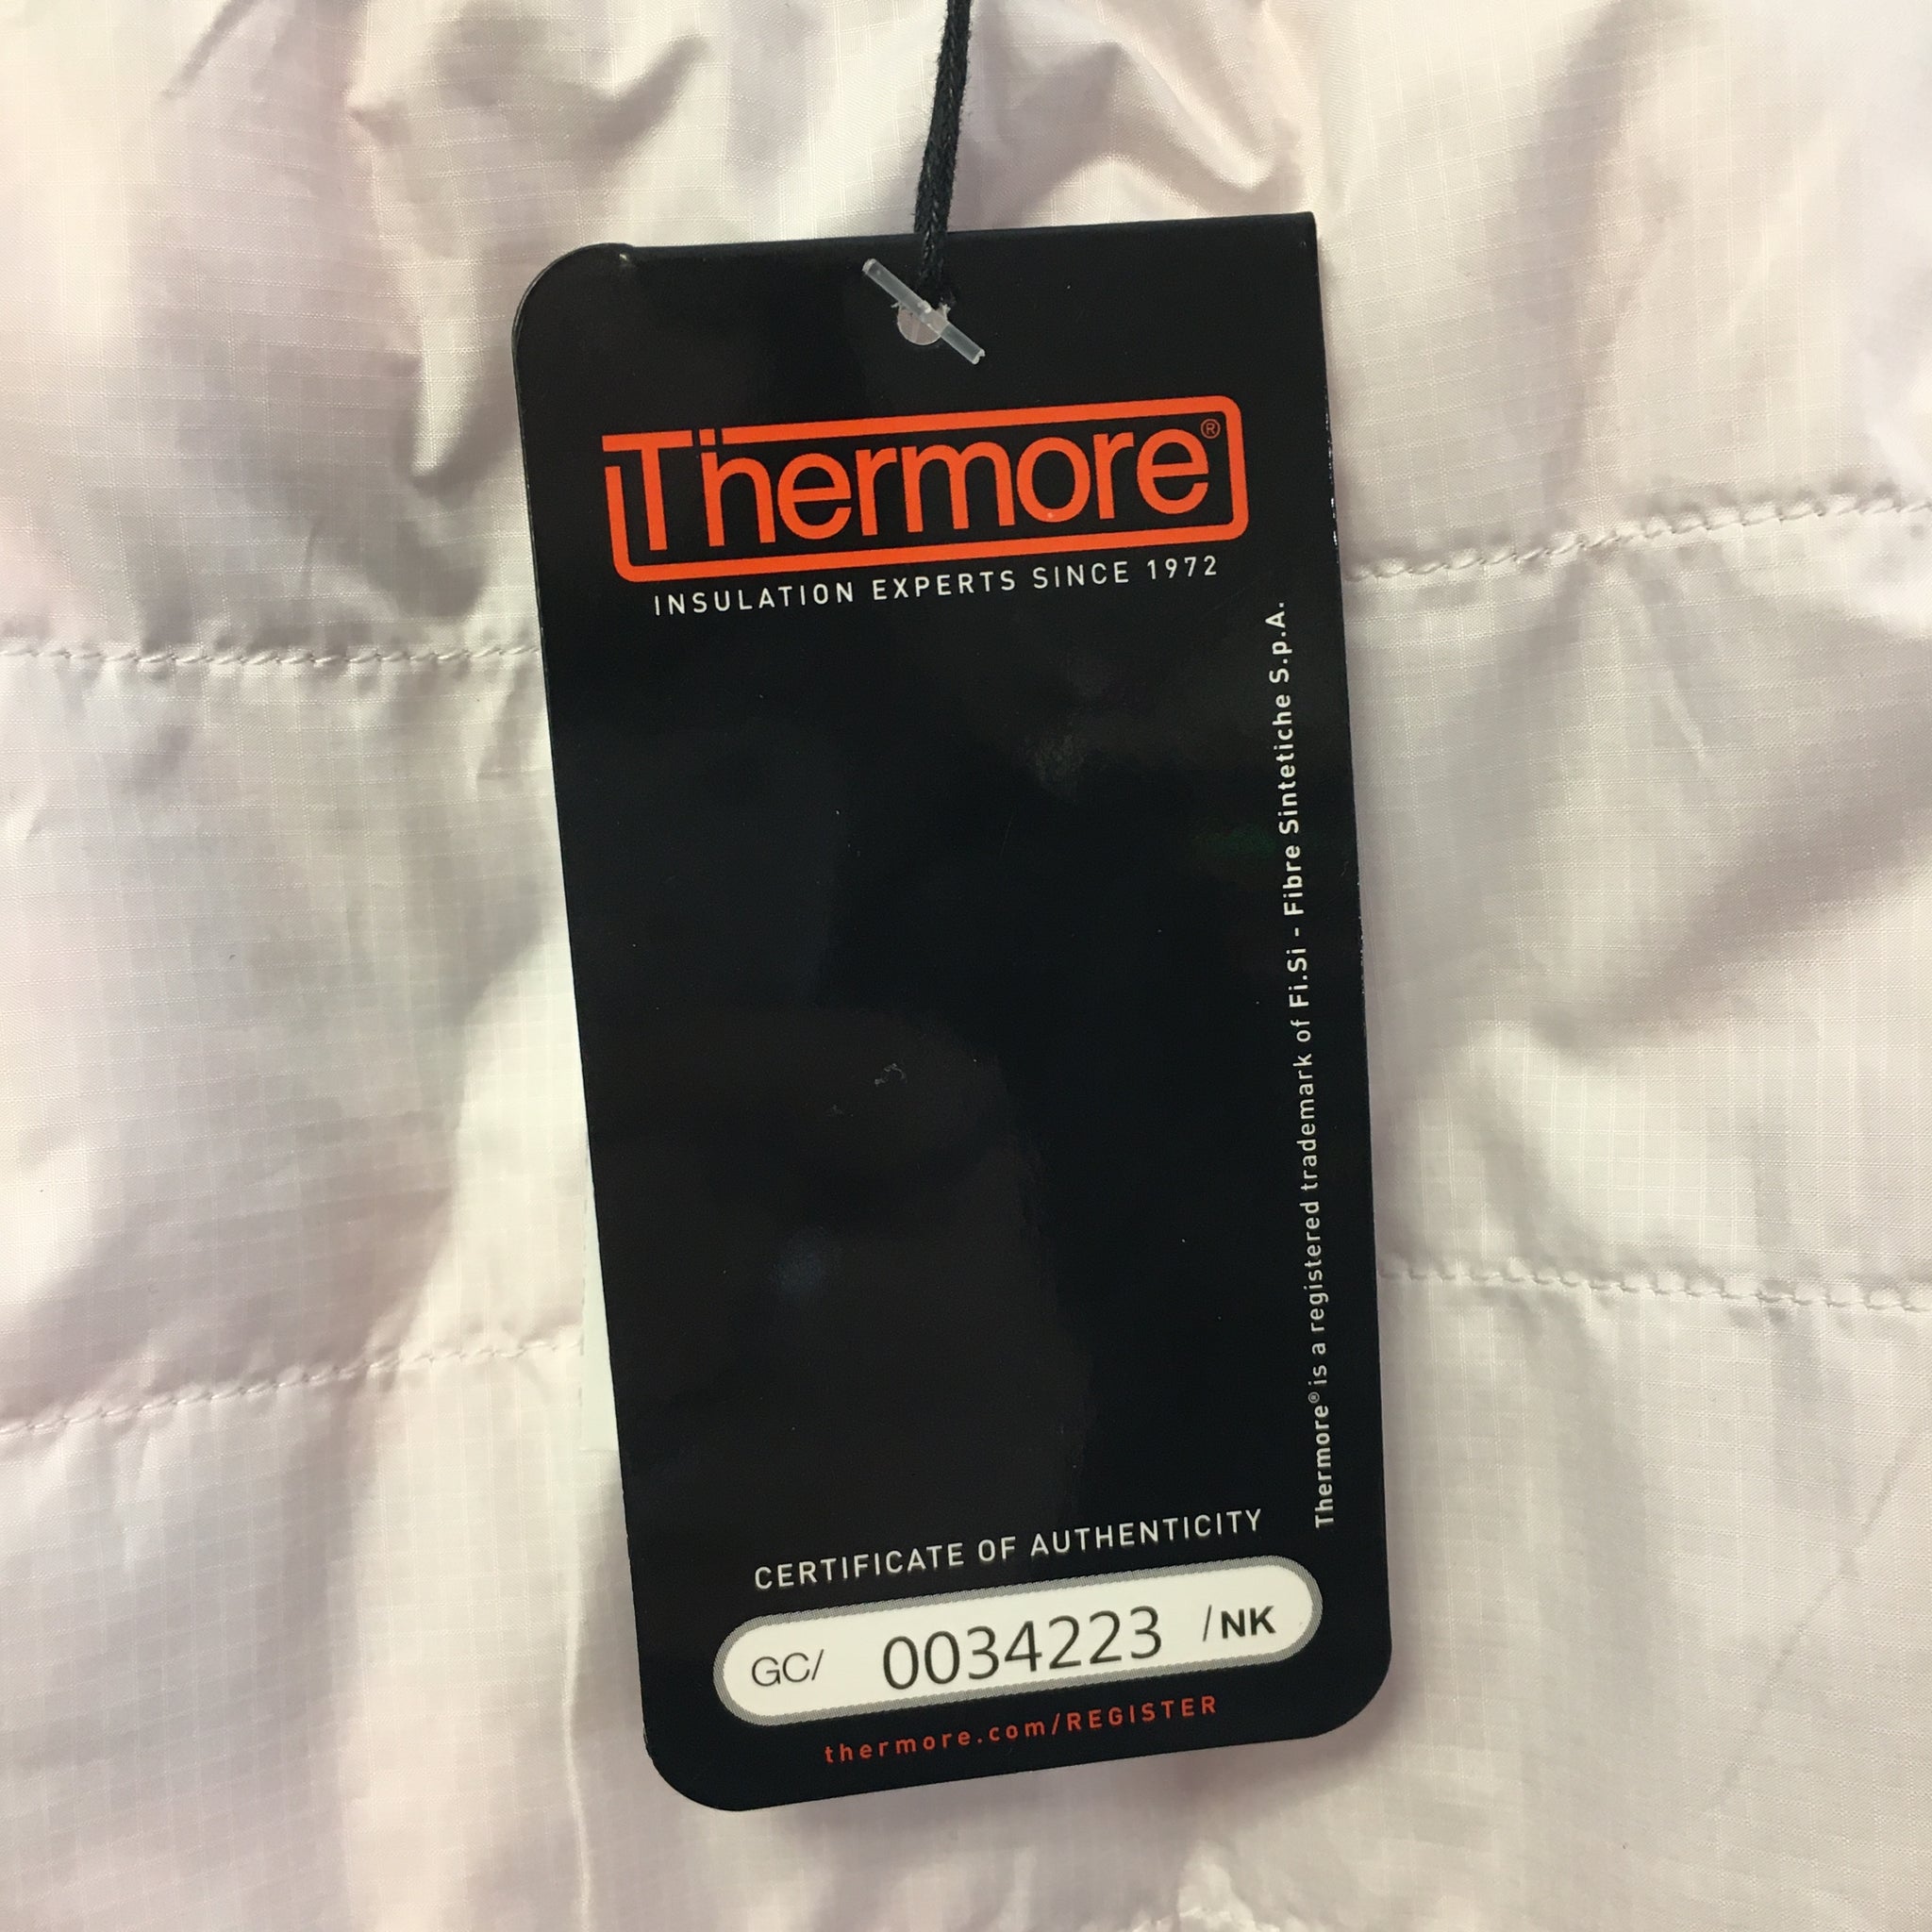 Thermore®
INSULATION EXPERTS SINCE 1972
Thermore® is a registered trademark of Fi.Si - Fibre Sintetiche S.p.A.
CERTIFICATE OF AUTHENTICITY
GC/ 0034223 /NK
thermore.com/REGISTER